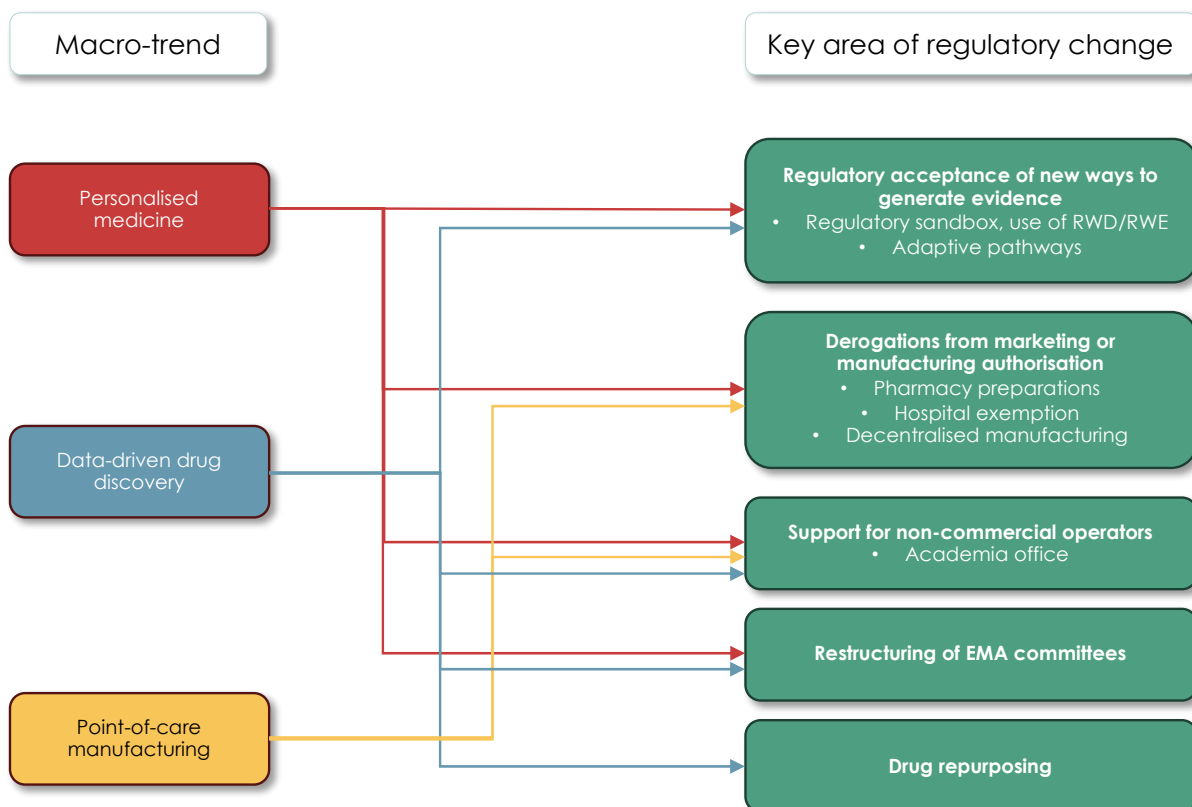 Macro-trend
Key area of regulatory change
Personalised
medicine
Data-driven drug
discovery
Point-of-care
manufacturing
Regulatory acceptance of new ways to
generate evidence
• Regulatory sandbox, use of RWD/RWE
• Adaptive pathways
Derogations from marketing or
manufacturing authorisation
• Pharmacy preparations
• Hospital exemption
• Decentralised manufacturing
Support for non-commercial operators
• Academia office
Restructuring of EMA committees
Drug repurposing